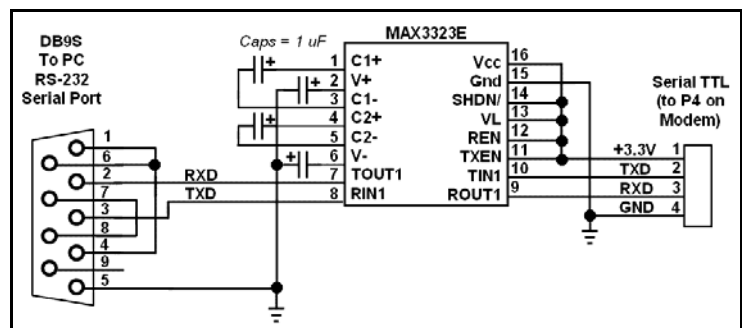 DB9S
To PC
RS-232
Serial Port
Caps = 1 uF
MAX3323E
1 C1+
2 V+
3 C1-
4 C2+
5 C2-
6 V-
7 TOUT1
8 RIN1
Vcc 16
Gnd 15
SHDN/ 14
VL 13
REN 12
TXEN 11
TIN1 10
ROUT1 9
Serial TTL
(to P4 on
Modem)
+3.3V 1
TXD 2
RXD 3
GND 4
1
6
2
7
3
8
4
9
5
RXD
TXD
+
+
+
+